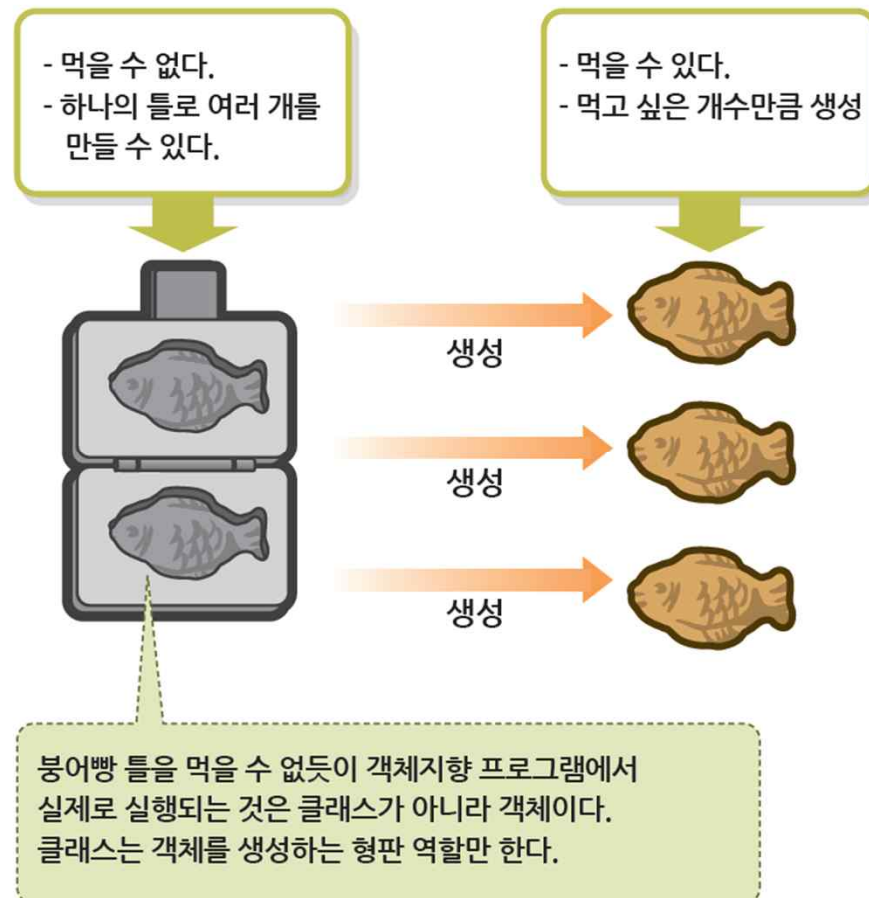 - 먹을 수 없다.
- 하나의 틀로 여러 개를
만들 수 있다.
- 먹을 수 있다.
- 먹고 싶은 개수만큼 생성
생성
생성
생성
붕어빵 틀을 먹을 수 없듯이 객체지향 프로그램에서
실제로 실행되는 것은 클래스가 아니라 객체이다.
클래스는 객체를 생성하는 형판 역할만 한다.